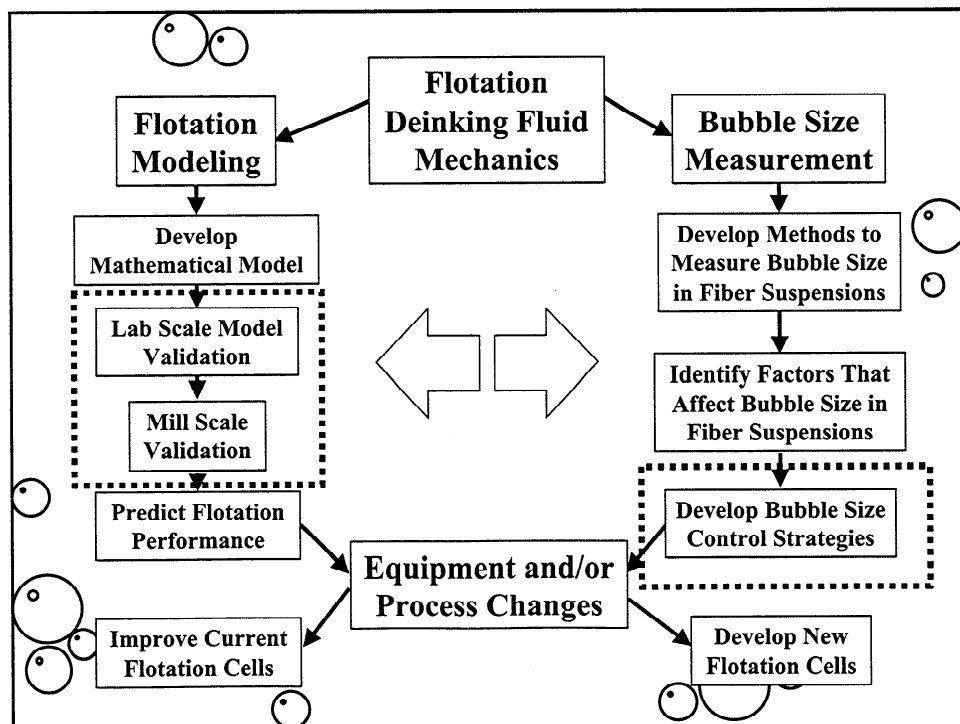 Flotation
Deinking Fluid
Mechanics
Flotation
Modeling
Bubble Size
Measurement
Develop
Mathematical Model
Develop Methods to
Measure Bubble Size
in Fiber Suspensions
Lab Scale Model
Validation
Identify Factors That
Affect Bubble Size in
Fiber Suspensions
Mill Scale
Validation
Predict Flotation
Performance
Develop Bubble Size
Control Strategies
Equipment and/or
Process Changes
Improve Current
Flotation Cells
Develop New
Flotation Cells